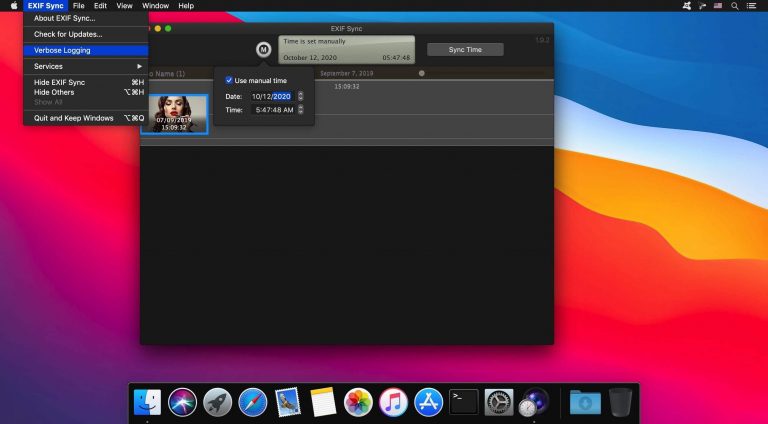 EXIF Sync File Edit View Window Help
About EXIF Sync...
Check for Updates...
Verbose Logging
Services
Hide EXIF Sync ⌘H
Hide Others ⌥⌘H
Show All
Quit and Keep Windows ⌥⌘Q
EXIF Sync
M
Time is set manually
October 12, 2020 05:47:48
Sync Time
1.9.2
o Name (1)
September 7, 2019
Use manual time
Date: 10/12/2020
Time: 5:47:48 AM
15:09:32
07/09/2019
15:09:32